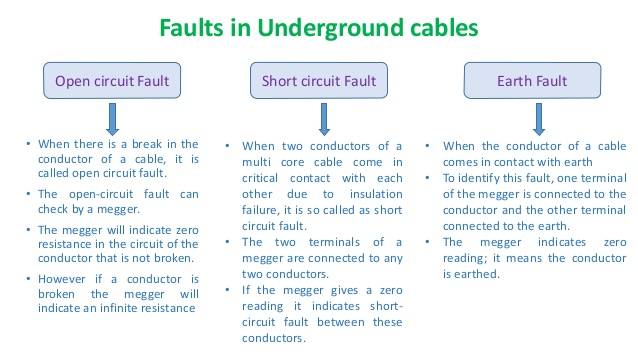 Faults in Underground cables
Open circuit Fault
• When there is a break in the
conductor of a cable, it is
called open circuit fault.
• The open-circuit fault can
check by a megger.
• The megger will indicate zero
resistance in the circuit of the
conductor that is not broken.
• However if a conductor is
broken the megger will
indicate an infinite resistance
Short circuit Fault
• When two conductors of a
multi core cable come in
critical contact with each
other due to insulation
failure, it is so called as short
circuit fault.
• The two terminals of a
megger are connected to any
two conductors.
• If the megger gives a zero
reading it indicates short-
circuit fault between these
conductors.
Earth Fault
• When the conductor of a cable
comes in contact with earth
• To identify this fault, one terminal
of the megger is connected to the
conductor and the other terminal
connected to the earth.
• The megger indicates zero
reading; it means the conductor
is earthed.